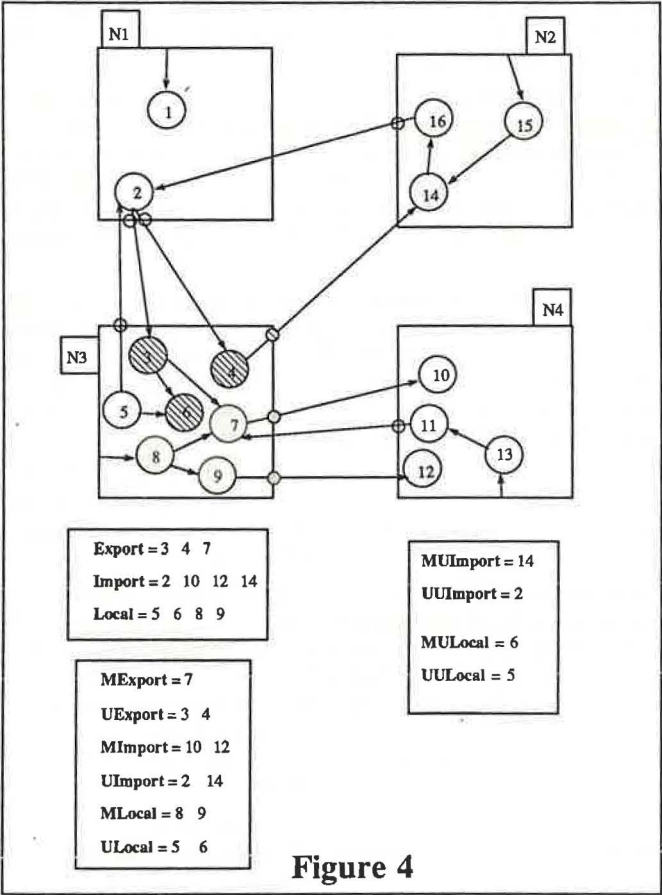 N1
N2
1
16
15
2
14
N3
N4
3
4
10
5
6
7
11
8
9
12
13
Export = 3 4 7
Import = 2 10 12 14
Local = 5 6 8 9
MUImport = 14
UUImport = 2
MULocal = 6
UULocal = 5
MExport = 7
UExport = 3 4
MImport = 10 12
UImport = 2 14
MLocal = 8 9
ULocal = 5 6
Figure 4